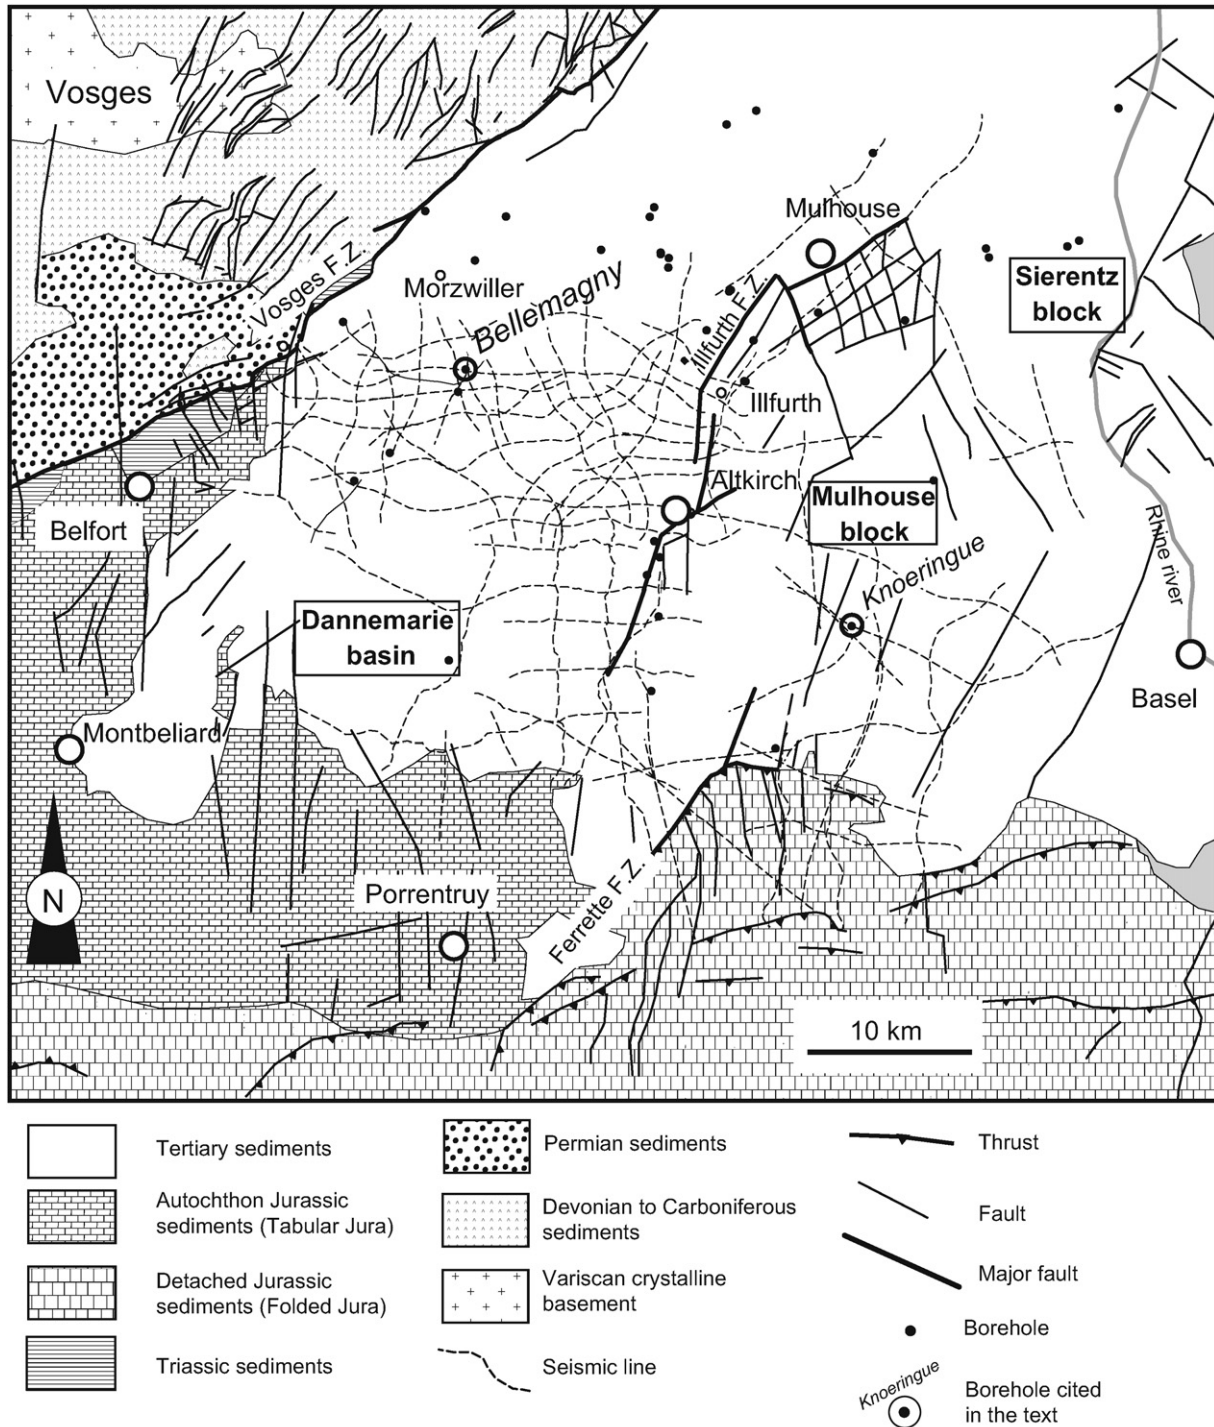 Vosges
Mulhouse
Vosges F.Z.
Morzwiller
Bellemagny
Illfurth F.Z.
Sierentz
block
Illfurth
Altkirch
Mulhouse
block
Belfort
Knoeringue
Rhine river
Dannemarie
basin
Basel
Montbeliard
N
Porrentruy
Ferrette F.Z.
10 km
Tertiary sediments
Autochthon Jurassic
sediments (Tabular Jura)
Detached Jurassic
sediments (Folded Jura)
Triassic sediments
Permian sediments
Devonian to Carboniferous
sediments
Variscan crystalline
basement
Seismic line
Thrust
Fault
Major fault
Borehole
Knoeringue
Borehole cited
in the text